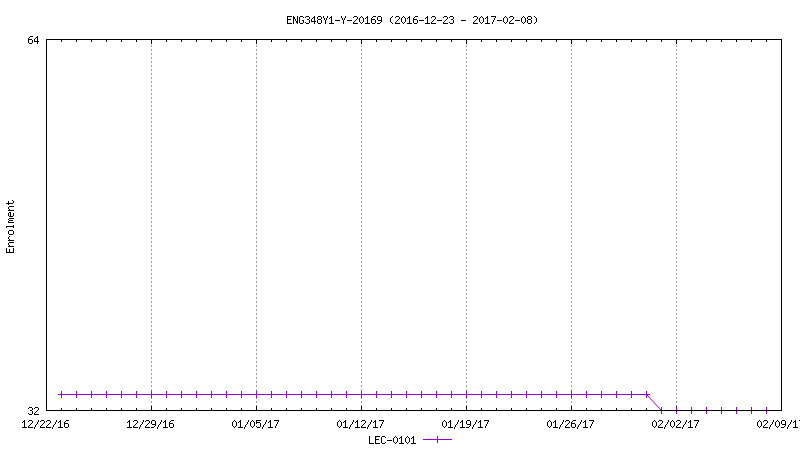 ENG348Y1-Y-20169 (2016-12-23 - 2017-02-08)
64
Enrolment
32
12/22/16 12/29/16 01/05/17 01/12/17 01/19/17 01/26/17 02/02/17 02/09/1
LEC-0101